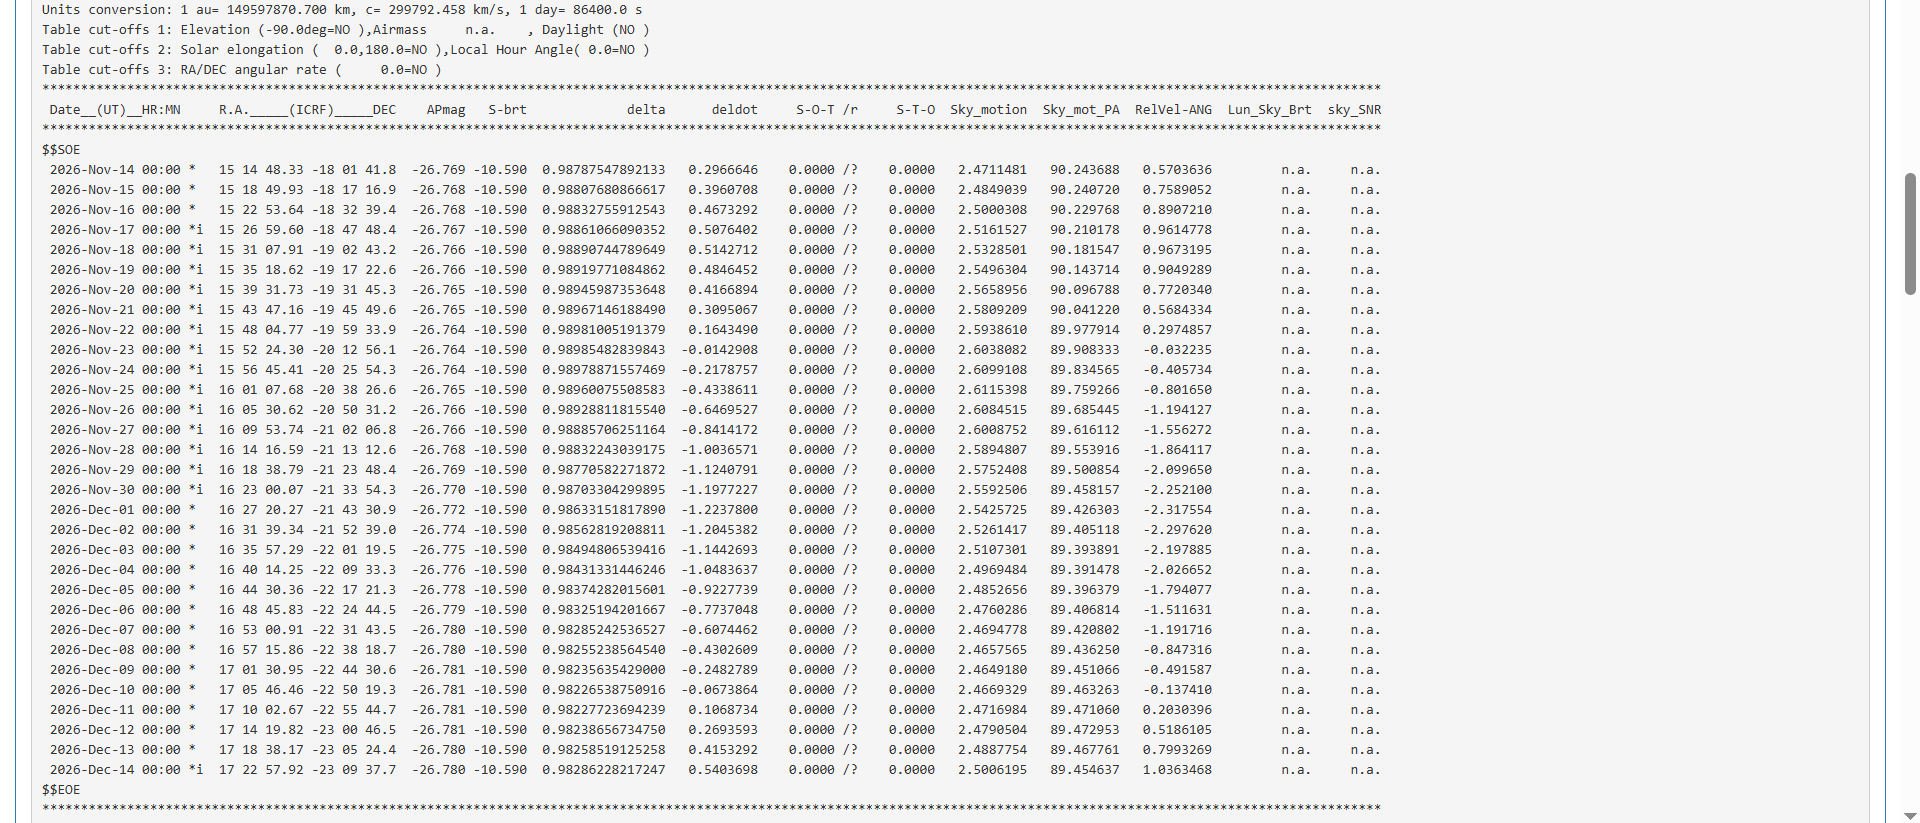 Units conversion: 1 au= 149597870.700 km, c= 299792.458 km/s, 1 day= 86400.0 s
Table cut-offs 1: Elevation (-90.0deg=NO ),Airmass     n.a.    , Daylight (NO )
Table cut-offs 2: Solar elongation (  0.0,180.0=NO ),Local Hour Angle( 0.0=NO )
Table cut-offs 3: RA/DEC angular rate (     0.0=NO )
******************************************************************************************************************************************************************************
 Date__(UT)__HR:MN     R.A._____(ICRF)_____DEC    APmag   S-brt             delta      deldot     S-O-T /r     S-T-O  Sky_motion  Sky_mot_PA  RelVel-ANG  Lun_Sky_Brt  sky_SNR
******************************************************************************************************************************************************************************
$$SOE
 2026-Nov-14 00:00 *   15 14 48.33 -18 01 41.8  -26.769 -10.590  0.98787547892133   0.2966646    0.0000 /?    0.0000   2.4711481   90.243688   0.5703636         n.a.     n.a.
 2026-Nov-15 00:00 *   15 18 49.93 -18 17 16.9  -26.768 -10.590  0.98807680866617   0.3960708    0.0000 /?    0.0000   2.4849039   90.240720   0.7589052         n.a.     n.a.
 2026-Nov-16 00:00 *   15 22 53.64 -18 32 39.4  -26.768 -10.590  0.98832755912543   0.4673292    0.0000 /?    0.0000   2.5000308   90.229768   0.8907210         n.a.     n.a.
 2026-Nov-17 00:00 *i  15 26 59.60 -18 47 48.4  -26.767 -10.590  0.98861066090352   0.5076402    0.0000 /?    0.0000   2.5161527   90.210178   0.9614778         n.a.     n.a.
 2026-Nov-18 00:00 *i  15 31 07.91 -19 02 43.2  -26.766 -10.590  0.98890744789649   0.5142712    0.0000 /?    0.0000   2.5328501   90.181547   0.9673195         n.a.     n.a.
 2026-Nov-19 00:00 *i  15 35 18.62 -19 17 22.6  -26.766 -10.590  0.98919771084862   0.4846452    0.0000 /?    0.0000   2.5496304   90.143714   0.9049289         n.a.     n.a.
 2026-Nov-20 00:00 *i  15 39 31.73 -19 31 45.3  -26.765 -10.590  0.98945987353648   0.4166894    0.0000 /?    0.0000   2.5658956   90.096788   0.7720340         n.a.     n.a.
 2026-Nov-21 00:00 *i  15 43 47.16 -19 45 49.6  -26.765 -10.590  0.98967146188490   0.3095067    0.0000 /?    0.0000   2.5809209   90.041220   0.5684334         n.a.     n.a.
 2026-Nov-22 00:00 *i  15 48 04.77 -19 59 33.9  -26.764 -10.590  0.98981005191379   0.1643490    0.0000 /?    0.0000   2.5938610   89.977914   0.2974857         n.a.     n.a.
 2026-Nov-23 00:00 *i  15 52 24.30 -20 12 56.1  -26.764 -10.590  0.98985482839843  -0.0142908    0.0000 /?    0.0000   2.6038082   89.908333   -0.032235         n.a.     n.a.
 2026-Nov-24 00:00 *i  15 56 45.41 -20 25 54.3  -26.764 -10.590  0.98978871557469  -0.2178757    0.0000 /?    0.0000   2.6099108   89.834565   -0.405734         n.a.     n.a.
 2026-Nov-25 00:00 *i  16 01 07.68 -20 38 26.6  -26.765 -10.590  0.98960075508583  -0.4338611    0.0000 /?    0.0000   2.6115398   89.759266   -0.801650         n.a.     n.a.
 2026-Nov-26 00:00 *i  16 05 30.62 -20 50 31.2  -26.766 -10.590  0.98928811815540  -0.6469527    0.0000 /?    0.0000   2.6084515   89.685445   -1.194127         n.a.     n.a.
 2026-Nov-27 00:00 *i  16 09 53.74 -21 02 06.8  -26.766 -10.590  0.98885706251164  -0.8414172    0.0000 /?    0.0000   2.6008752   89.616112   -1.556272         n.a.     n.a.
 2026-Nov-28 00:00 *i  16 14 16.59 -21 13 12.6  -26.768 -10.590  0.98832243039175  -1.0036571    0.0000 /?    0.0000   2.5894807   89.553916   -1.864117         n.a.     n.a.
 2026-Nov-29 00:00 *i  16 18 38.79 -21 23 48.4  -26.769 -10.590  0.98770582271872  -1.1240791    0.0000 /?    0.0000   2.5752408   89.500854   -2.099650         n.a.     n.a.
 2026-Nov-30 00:00 *i  16 23 00.07 -21 33 54.3  -26.770 -10.590  0.98703304299895  -1.1977227    0.0000 /?    0.0000   2.5592506   89.458157   -2.252100         n.a.     n.a.
 2026-Dec-01 00:00 *   16 27 20.27 -21 43 30.9  -26.772 -10.590  0.98633151817890  -1.2237800    0.0000 /?    0.0000   2.5425725   89.426303   -2.317554         n.a.     n.a.
 2026-Dec-02 00:00 *   16 31 39.34 -21 52 39.0  -26.774 -10.590  0.98562819208811  -1.2045382    0.0000 /?    0.0000   2.5261417   89.405118   -2.297620         n.a.     n.a.
 2026-Dec-03 00:00 *   16 35 57.29 -22 01 19.5  -26.775 -10.590  0.98494806539416  -1.1442693    0.0000 /?    0.0000   2.5107301   89.393891   -2.197885         n.a.     n.a.
 2026-Dec-04 00:00 *   16 40 14.25 -22 09 33.3  -26.776 -10.590  0.98431331446246  -1.0483637    0.0000 /?    0.0000   2.4969484   89.391478   -2.026652         n.a.     n.a.
 2026-Dec-05 00:00 *   16 44 30.36 -22 17 21.3  -26.778 -10.590  0.98374282015601  -0.9227739    0.0000 /?    0.0000   2.4852656   89.396379   -1.794077         n.a.     n.a.
 2026-Dec-06 00:00 *   16 48 45.83 -22 24 44.5  -26.779 -10.590  0.98325194201667  -0.7737048    0.0000 /?    0.0000   2.4760286   89.406814   -1.511631         n.a.     n.a.
 2026-Dec-07 00:00 *   16 53 00.91 -22 31 43.5  -26.780 -10.590  0.98285242536527  -0.6074462    0.0000 /?    0.0000   2.4694778   89.420802   -1.191716         n.a.     n.a.
 2026-Dec-08 00:00 *   16 57 15.86 -22 38 18.7  -26.780 -10.590  0.98255238564540  -0.4302609    0.0000 /?    0.0000   2.4657565   89.436250   -0.847316         n.a.     n.a.
 2026-Dec-09 00:00 *   17 01 30.95 -22 44 30.6  -26.781 -10.590  0.98235635429000  -0.2482789    0.0000 /?    0.0000   2.4649180   89.451066   -0.491587         n.a.     n.a.
 2026-Dec-10 00:00 *   17 05 46.46 -22 50 19.3  -26.781 -10.590  0.98226538750916  -0.0673864    0.0000 /?    0.0000   2.4669329   89.463263   -0.137410         n.a.     n.a.
 2026-Dec-11 00:00 *   17 10 02.67 -22 55 44.7  -26.781 -10.590  0.98227723694239   0.1068734    0.0000 /?    0.0000   2.4716984   89.471060   0.2030396         n.a.     n.a.
 2026-Dec-12 00:00 *   17 14 19.82 -23 00 46.5  -26.781 -10.590  0.98238656734750   0.2693593    0.0000 /?    0.0000   2.4790504   89.472953   0.5186105         n.a.     n.a.
 2026-Dec-13 00:00 *   17 18 38.17 -23 05 24.4  -26.780 -10.590  0.98258519125258   0.4153292    0.0000 /?    0.0000   2.4887754   89.467761   0.7993269         n.a.     n.a.
 2026-Dec-14 00:00 *i  17 22 57.92 -23 09 37.7  -26.780 -10.590  0.98286228217247   0.5403698    0.0000 /?    0.0000   2.5006195   89.454637   1.0363468         n.a.     n.a.
$$EOE
******************************************************************************************************************************************************************************